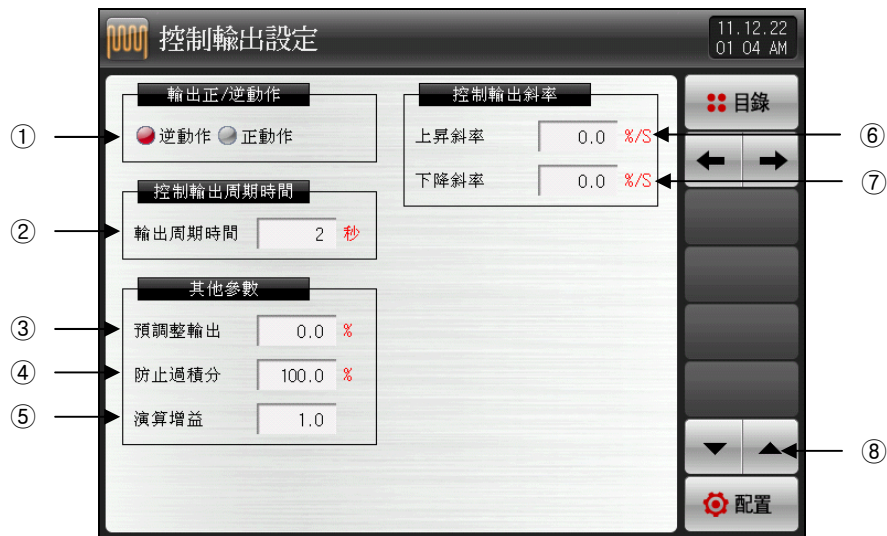 控制輸出設定
11.12.22
01 04 AM
輸出正/逆動作
① 逆動作 正動作
控制輸出周期時間
② 輸出周期時間 2 秒
其他參數
③ 預調整輸出 0.0 %
④ 防止過積分 100.0 %
⑤ 演算增益 1.0
控制輸出斜率
上昇斜率 0.0 %/S ⑥
下降斜率 0.0 %/S ⑦
目錄
⑧
配置